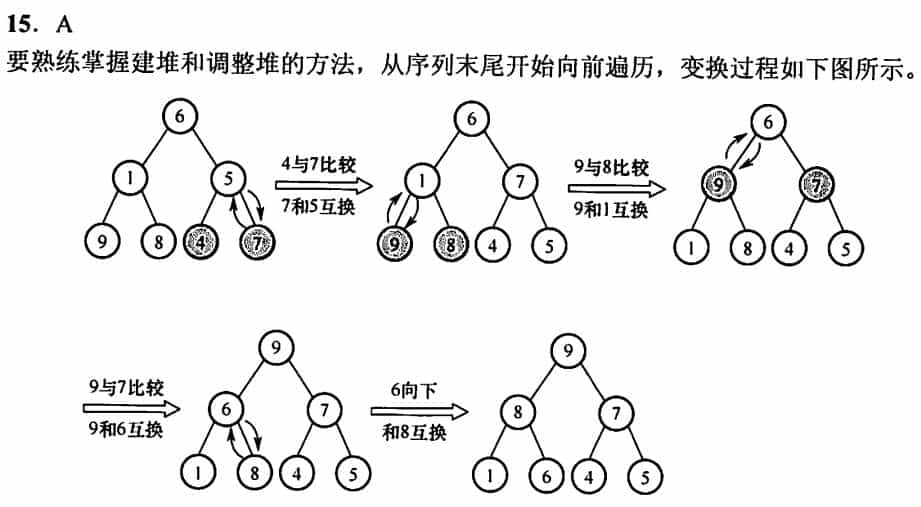 15. A
要熟练掌握建堆和调整堆的方法，从序列末尾开始向前遍历，变换过程如下图所示。
6
1 5
9 8 4 7
4与7比较
7和5互换
6
1 7
9 8 4 5
9与8比较
9和1互换
6
9 7
1 8 4 5
9与7比较
9和6互换
9
6 7
1 8 4 5
6向下
和8互换
9
8 7
1 6 4 5